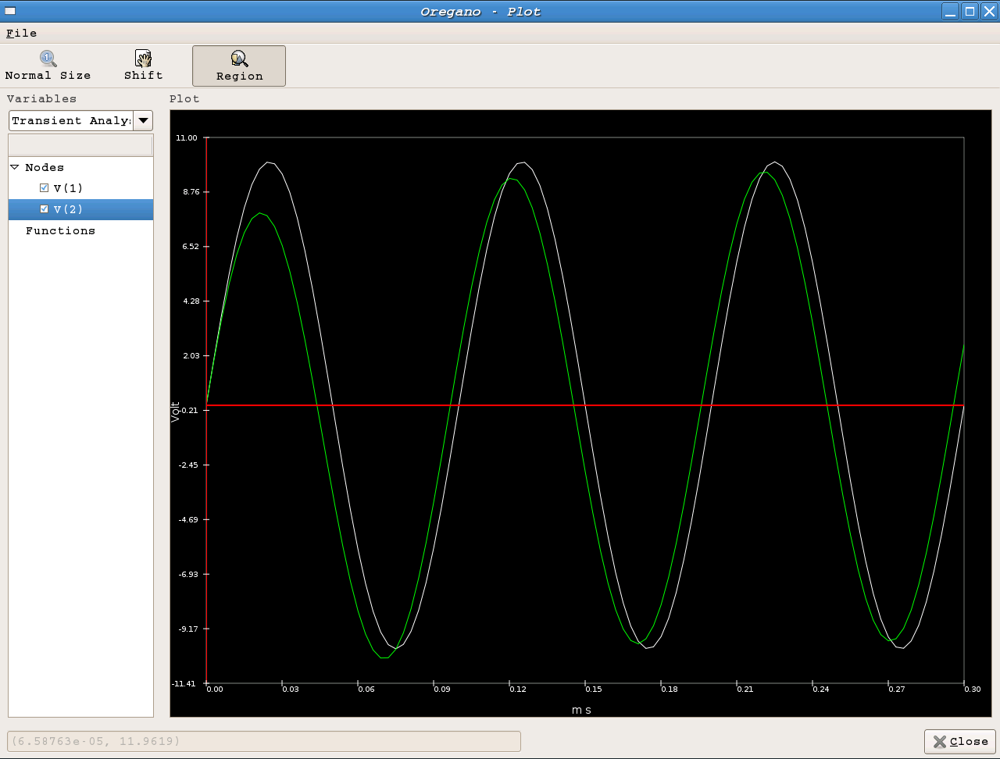 Oregano - Plot
File
Normal Size
Shift
Region
Variables
Plot
Transient Analy
Nodes
V(1)
V(2)
Functions
11.00
8.76
6.52
4.28
2.03
-0.21
-2.45
-4.69
-6.93
-9.17
-11.41
Volt
0.00 0.03 0.06 0.09 0.12 0.15 0.18 0.21 0.24 0.27 0.30
ms
(6.58763e-05, 11.9619)
Close